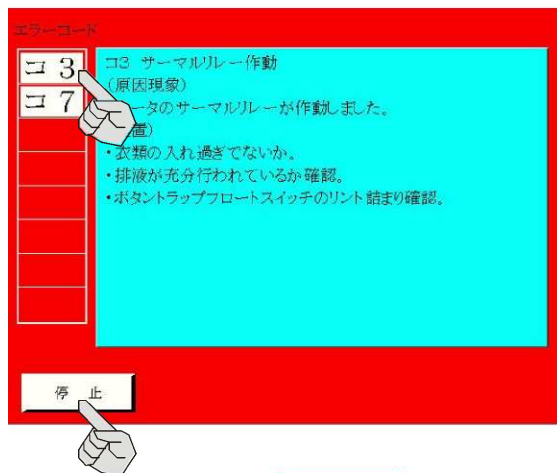 エラーコード
コ 3
コ 7
コ3 サーマルリレー作動
(原因現象)
ータのサーマルリレーが作動しました。
置)
・衣類の入れ過ぎでないか。
・排液が充分行われているか確認。
・ボタントラップフロートスイッチのリント詰まり確認。
停 止